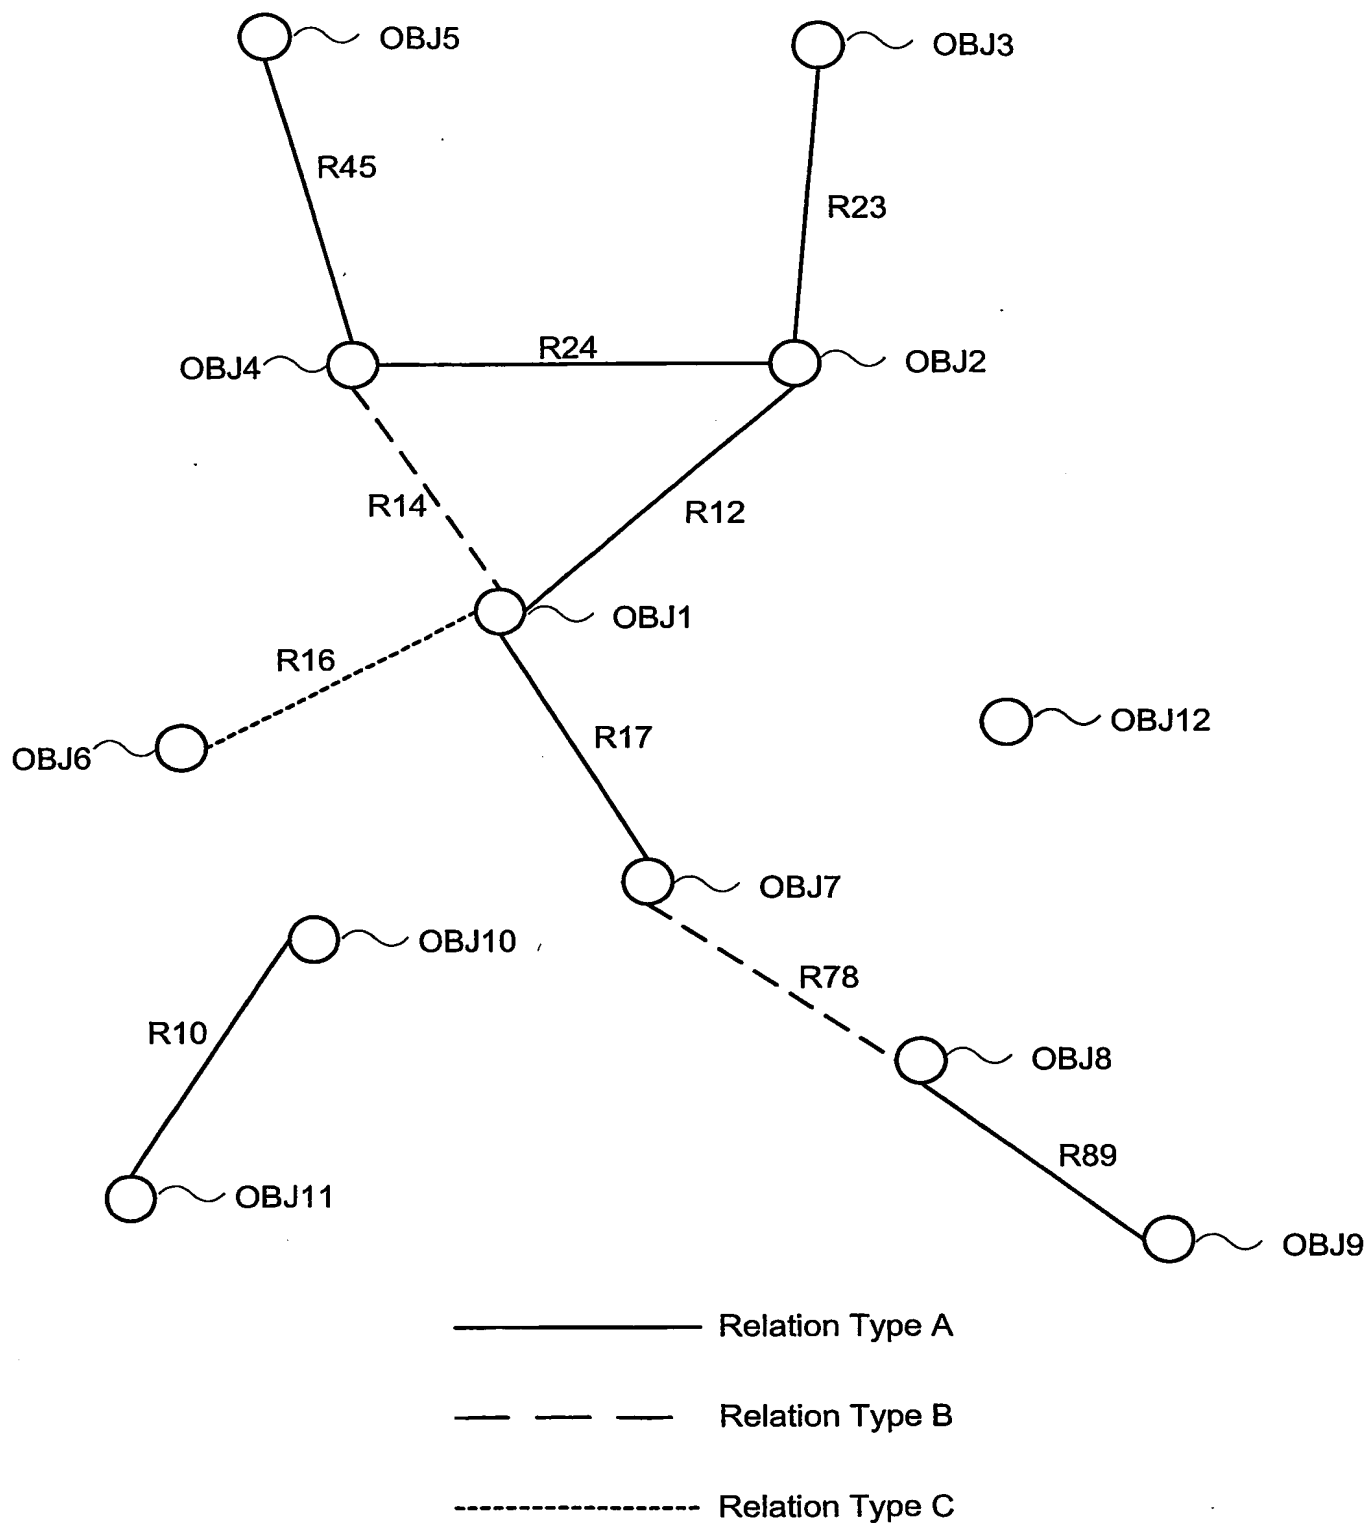 OBJ5
OBJ3
R45
R23
R24
OBJ4
OBJ2
R14
R12
OBJ1
R16
R17
OBJ12
OBJ6
OBJ7
OBJ10
R78
R10
OBJ8
R89
OBJ11
OBJ9
Relation Type A
Relation Type B
Relation Type C